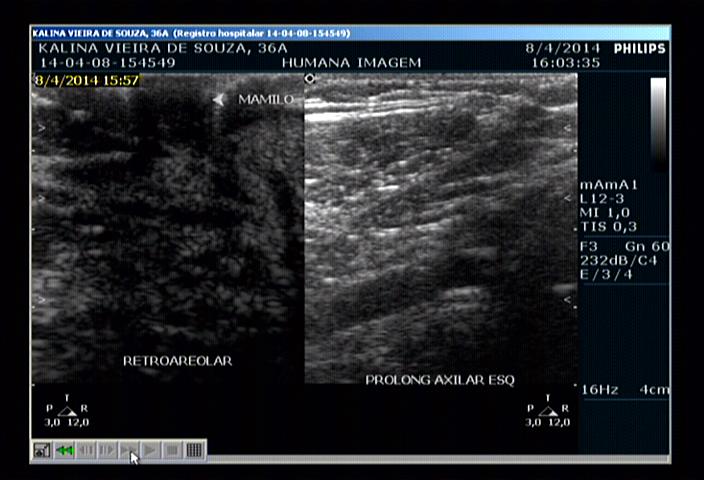 KALINA VIEIRA DE SOUZA, 36A (Registro hospitalar 14-04-08-154549)
KALINA VIEIRA DE SOUZA, 36A
8/4/2014 PHILIPS
14-04-08-154549
HUMANA IMAGEM
16:03:35
8/4/2014 15:57
MAMILO
mAmA1
L12-3
MI 1,0
TIS 0,3
F3 Gn 60
232dB/C4
E/3/4
RETROAREOLAR
PROLONG AXILAR ESQ
16Hz 4cm
T
P R
3,0 12,0
T
P R
3,0 12,0